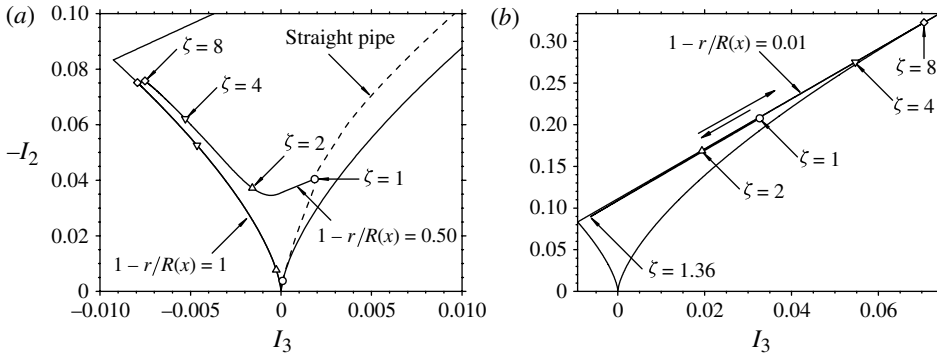 (a)
0.10
0.08
0.06
–I2
0.04
0.02
0
–0.010
–0.005
0
0.005
0.010
I3
ζ = 8
ζ = 4
ζ = 2
ζ = 1
Straight pipe
1 – r/R(x) = 0.50
1 – r/R(x) = 1
(b)
0.30
0.25
0.20
0.15
0.10
0.05
0
0
0.02
0.04
0.06
I3
1 – r/R(x) = 0.01
ζ = 8
ζ = 4
ζ = 1
ζ = 2
ζ = 1.36